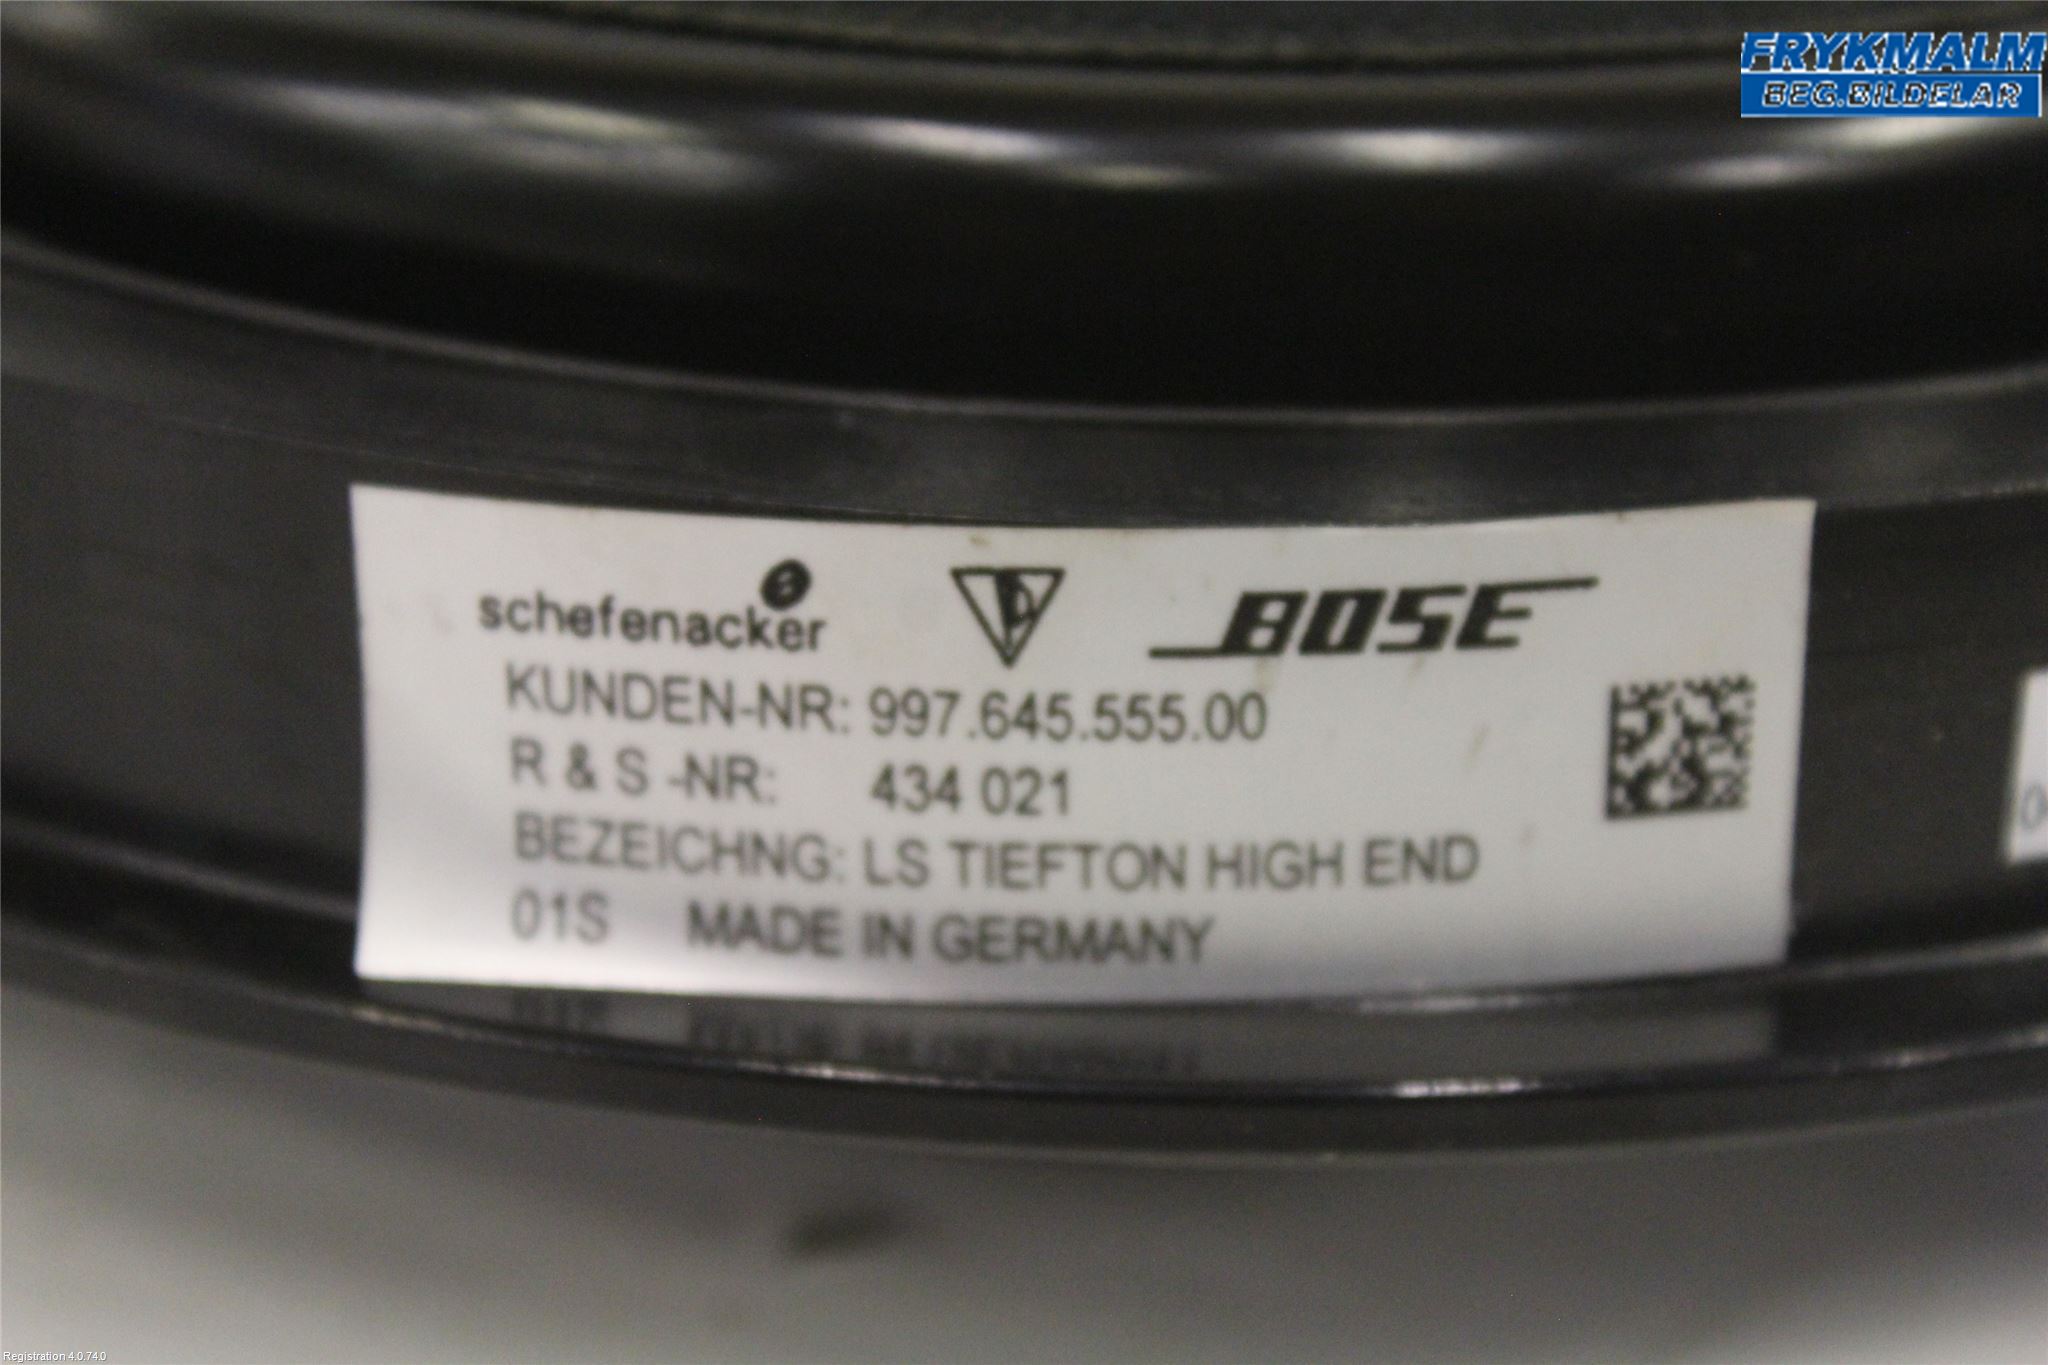 FRYKMALM
BEG.BILDELAR
schefenacker BOSE
KUNDEN-NR: 997.645.555.00
R & S -NR: 434 021
BEZEICHNG: LS TIEFTON HIGH END
01S MADE IN GERMANY
Registration 4.0.74.0